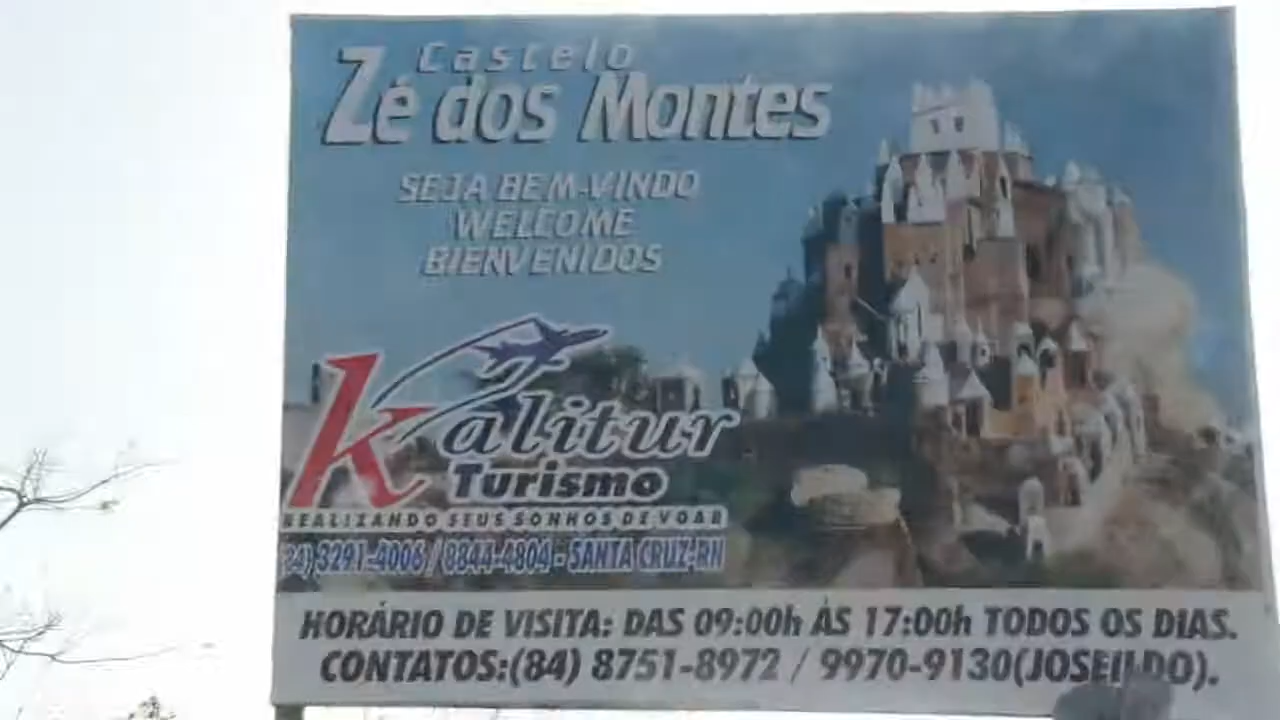 Castelo
Zé dos Montes
SEJA BEM-VINDO
WELCOME
BIENVENIDOS
Kalitur
Turismo
REALIZANDO SEUS SONHOS DE VOAR
84) 3291-4006 / 8844-4804 - SANTA CRUZ-RN
HORÁRIO DE VISITA: DAS 09:00h ÀS 17:00h TODOS OS DIAS.
CONTATOS:(84) 8751-8972 / 9970-9130(JOSEILDO).